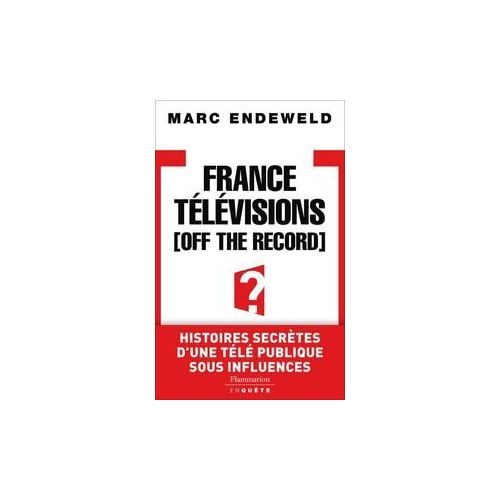 MARC ENDEWELD
FRANCE
TÉLÉVISIONS
[OFF THE RECORD]
?
HISTOIRES SECRÈTES
D'UNE TÉLÉ PUBLIQUE
SOUS INFLUENCES
Flammarion
ENQUÊTE